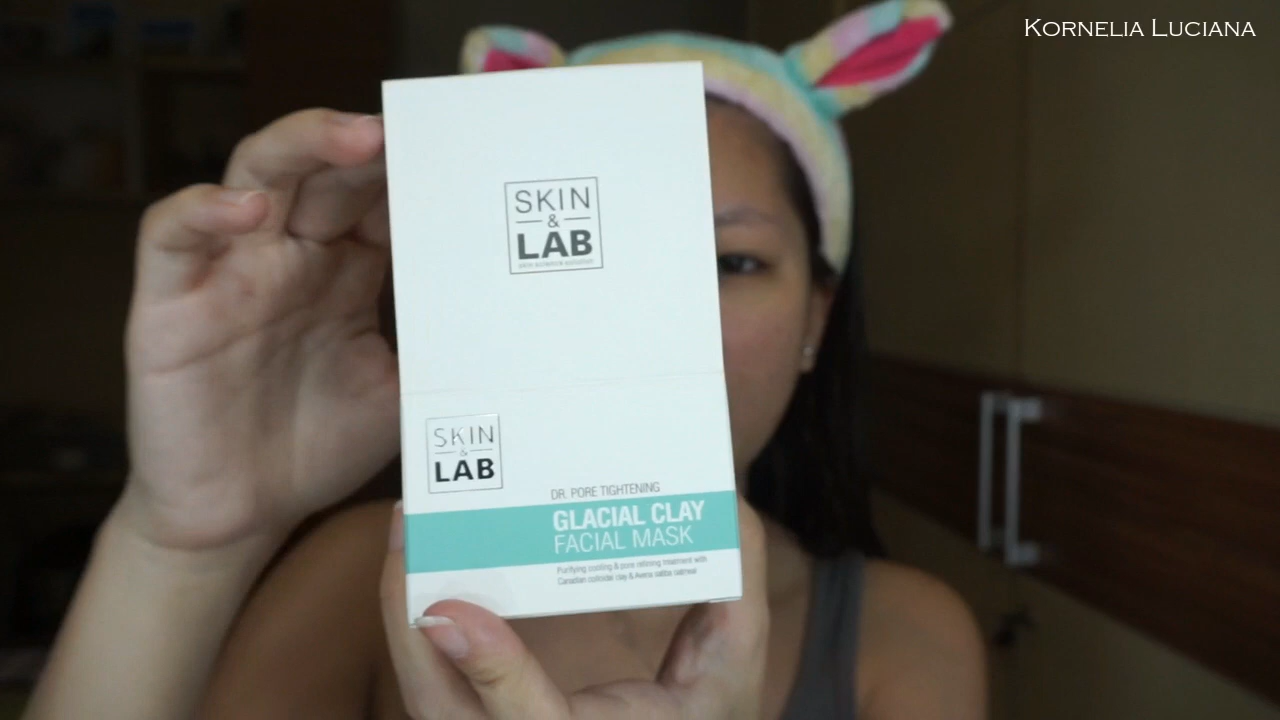 KORNELIA LUCIANA
SKIN
&
LAB
SKIN
&
LAB
DR. PORE TIGHTENING
GLACIAL CLAY
FACIAL MASK
Purifying cooling & pore refining treatment with
Canadian colloidal clay & Avena sativa oatmeal